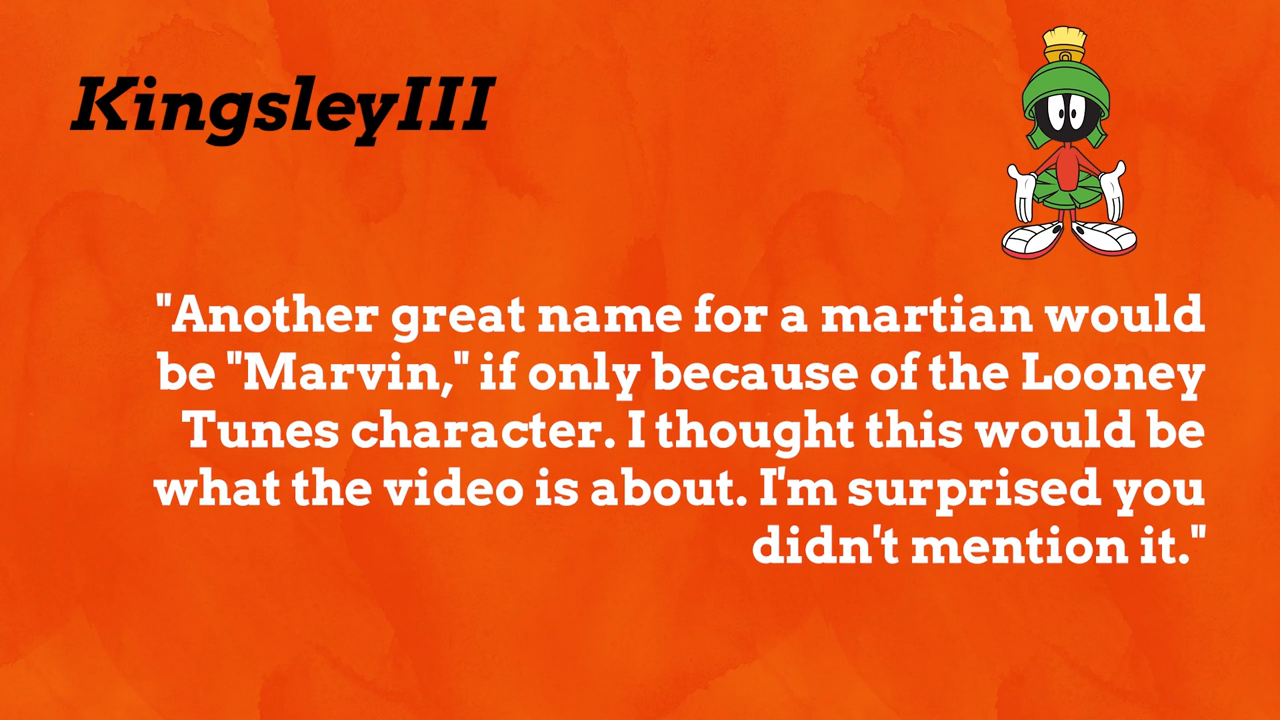 KingsleyIII
"Another great name for a martian would
be "Marvin," if only because of the Looney
Tunes character. I thought this would be
what the video is about. I'm surprised you
didn't mention it."